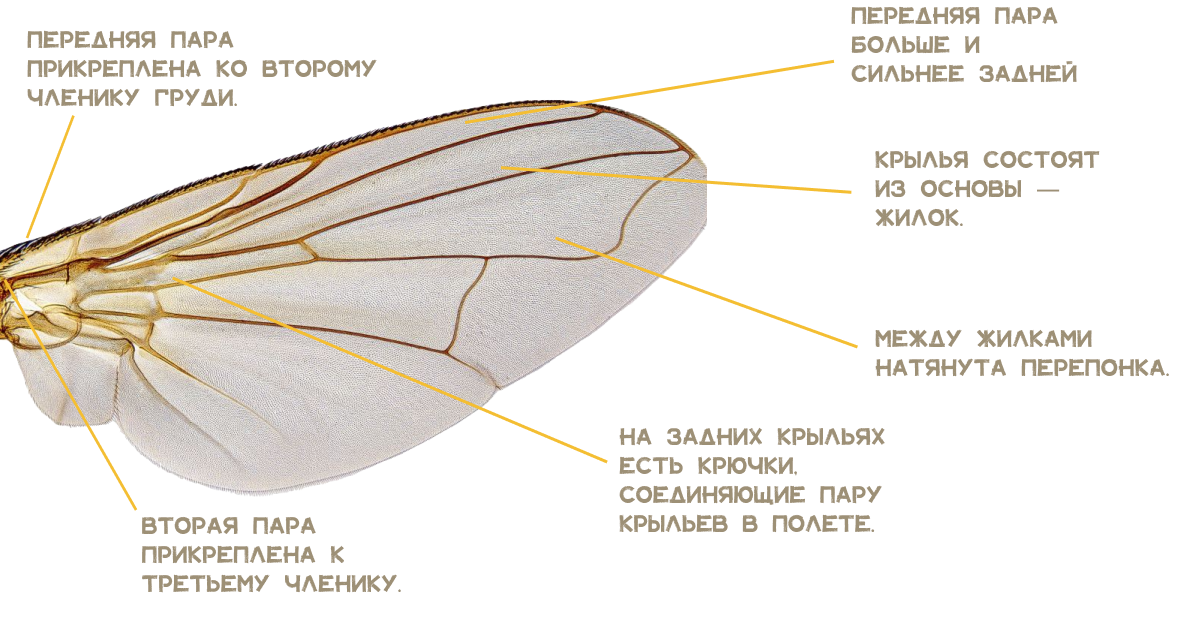 ПЕРЕДНЯЯ ПАРА
ПРИКРЕПЛЕНА КО ВТОРОМУ
ЧЛЕНИКУ ГРУДИ.
ПЕРЕДНЯЯ ПАРА
БОЛЬШЕ И
СИЛЬНЕЕ ЗАДНЕЙ
КРЫЛЬЯ СОСТОЯТ
ИЗ ОСНОВЫ —
ЖИЛОК.
МЕЖДУ ЖИЛКАМИ
НАТЯНУТА ПЕРЕПОНКА.
НА ЗАДНИХ КРЫЛЬЯХ
ЕСТЬ КРЮЧКИ,
СОЕДИНЯЮЩИЕ ПАРУ
КРЫЛЬЕВ В ПОЛЕТЕ.
ВТОРАЯ ПАРА
ПРИКРЕПЛЕНА К
ТРЕТЬЕМУ ЧЛЕНИКУ.